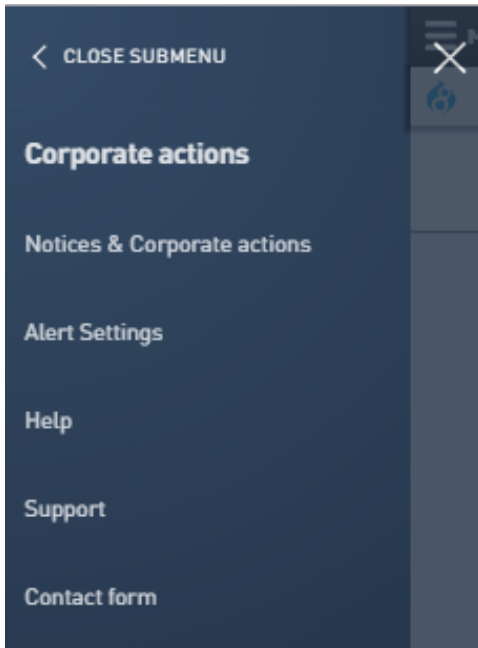 CLOSE SUBMENU
Corporate actions
Notices & Corporate actions
Alert Settings
Help
Support
Contact form